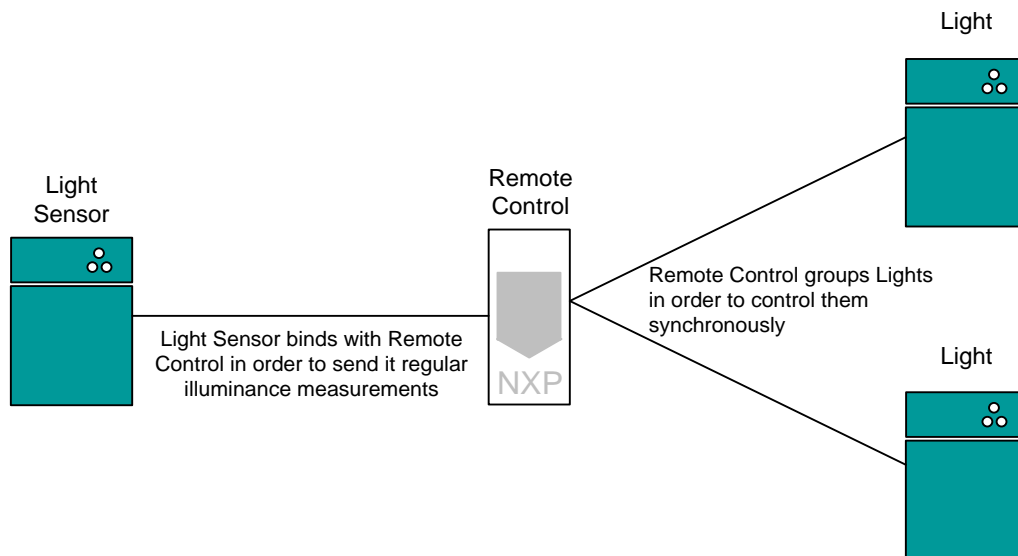 Light
Light
Sensor
Remote
Control
Remote Control groups Lights
in order to control them
synchronously
Light Sensor binds with Remote
Control in order to send it regular
illuminance measurements
NXP
Light